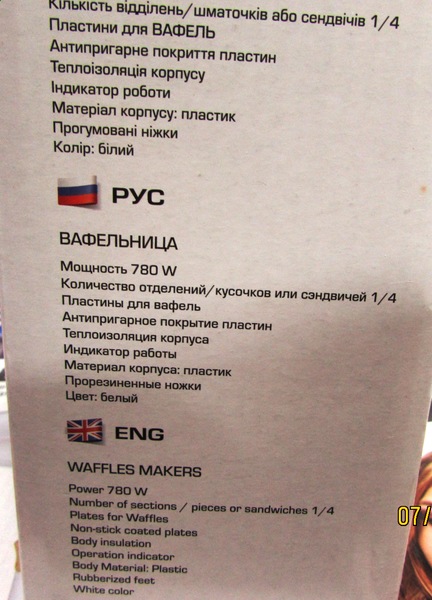 Кількість відділень/шматочків або сендвічів 1/4
Пластини для ВАФЕЛЬ
Антипригарне покриття пластин
Теплоізоляція корпусу
Індикатор роботи
Матеріал корпусу: пластик
Прогумовані ніжки
Колір: білий
РУС
ВАФЕЛЬНИЦА
Мощность 780 W
Количество отделений/кусочков или сэндвичей 1/4
Пластины для вафель
Антипригарное покрытие пластин
Теплоизоляция корпуса
Индикатор работы
Материал корпуса: пластик
Прорезиненные ножки
Цвет: белый
ENG
WAFFLES MAKERS
Power 780 W
Number of sections / pieces or sandwiches 1/4
Plates for Waffles
Non-stick coated plates
Body insulation
Operation indicator
Body Material: Plastic
Rubberized feet
White color
07/